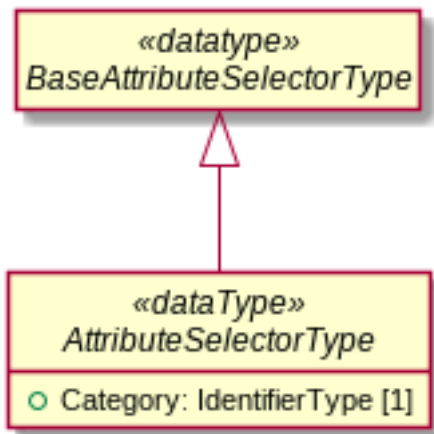 «datatype»
BaseAttributeSelectorType
«dataType»
AttributeSelectorType
Category: IdentifierType [1]